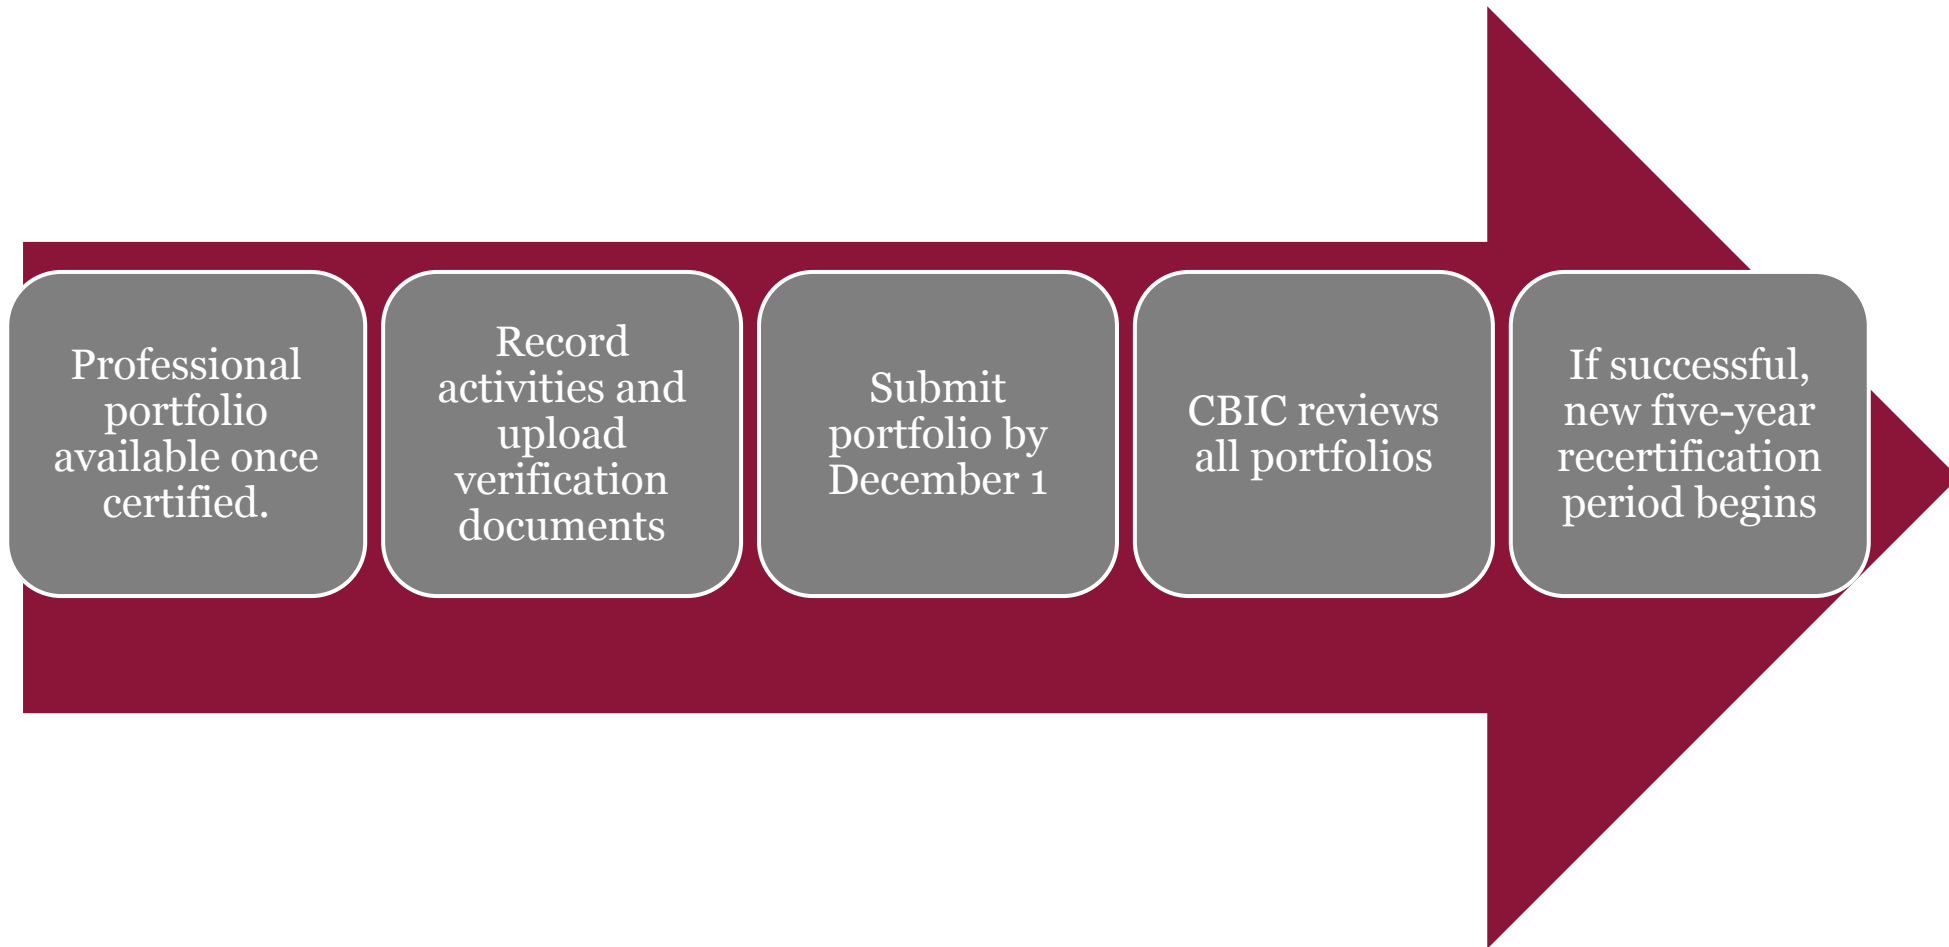 Professional
portfolio
available once
certified.
Record
activities and
upload
verification
documents
Submit
portfolio by
December 1
CBIC reviews
all portfolios
If successful,
new five-year
recertification
period begins